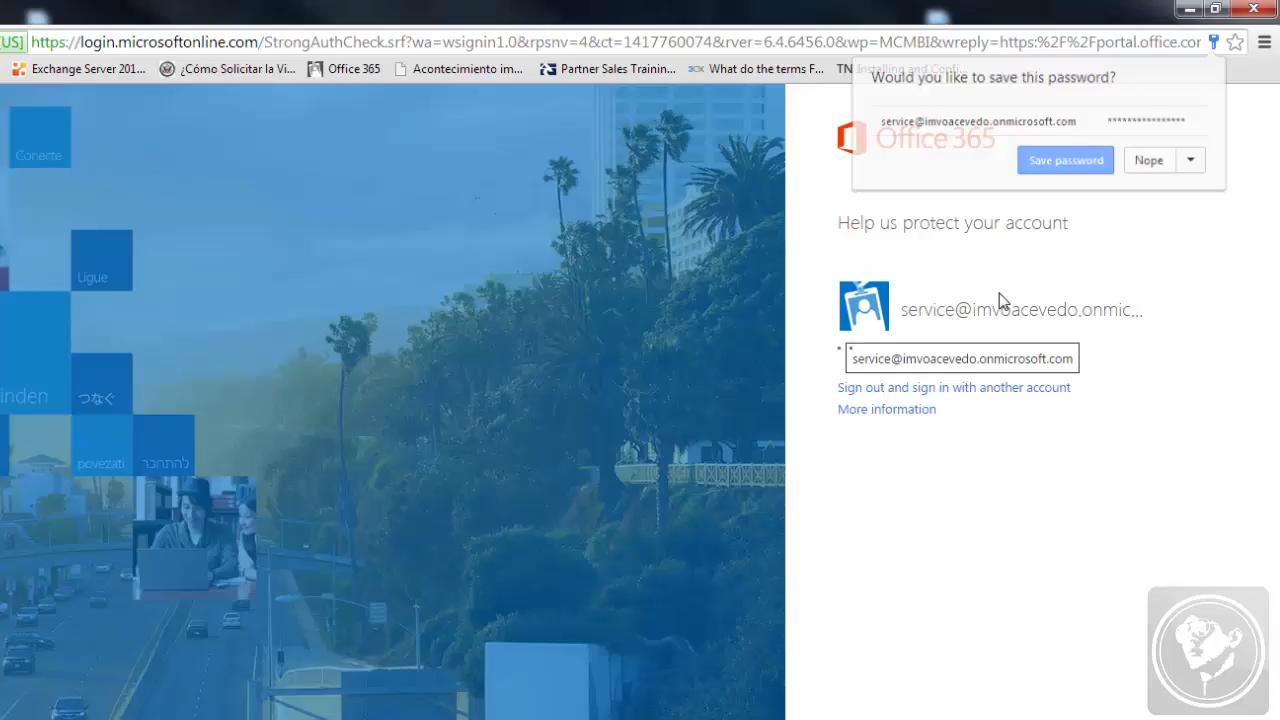 [US] https://login.microsoftonline.com/StrongAuthCheck.srf?wa=wsignin1.0&rpsnv=4&ct=1417760074&rver=6.4.6456.0&wp=MCMBI&wreply=https:%2F%2Fportal.office.cor
Exchange Server 201... ¿Cómo Solicitar la Vi... Office 365 Acontecimiento im... Partner Sales Trainin... What do the terms F... TN Installing and Confi...
Would you like to save this password?
service@imvoacevedo.onmicrosoft.com ****************
Office 365
Save password Nope
Help us protect your account
service@imvoacevedo.onmic...
* service@imvoacevedo.onmicrosoft.com
Sign out and sign in with another account
More information
Conecte
Ligue
inden
つなぐ
povezati
להתחבר